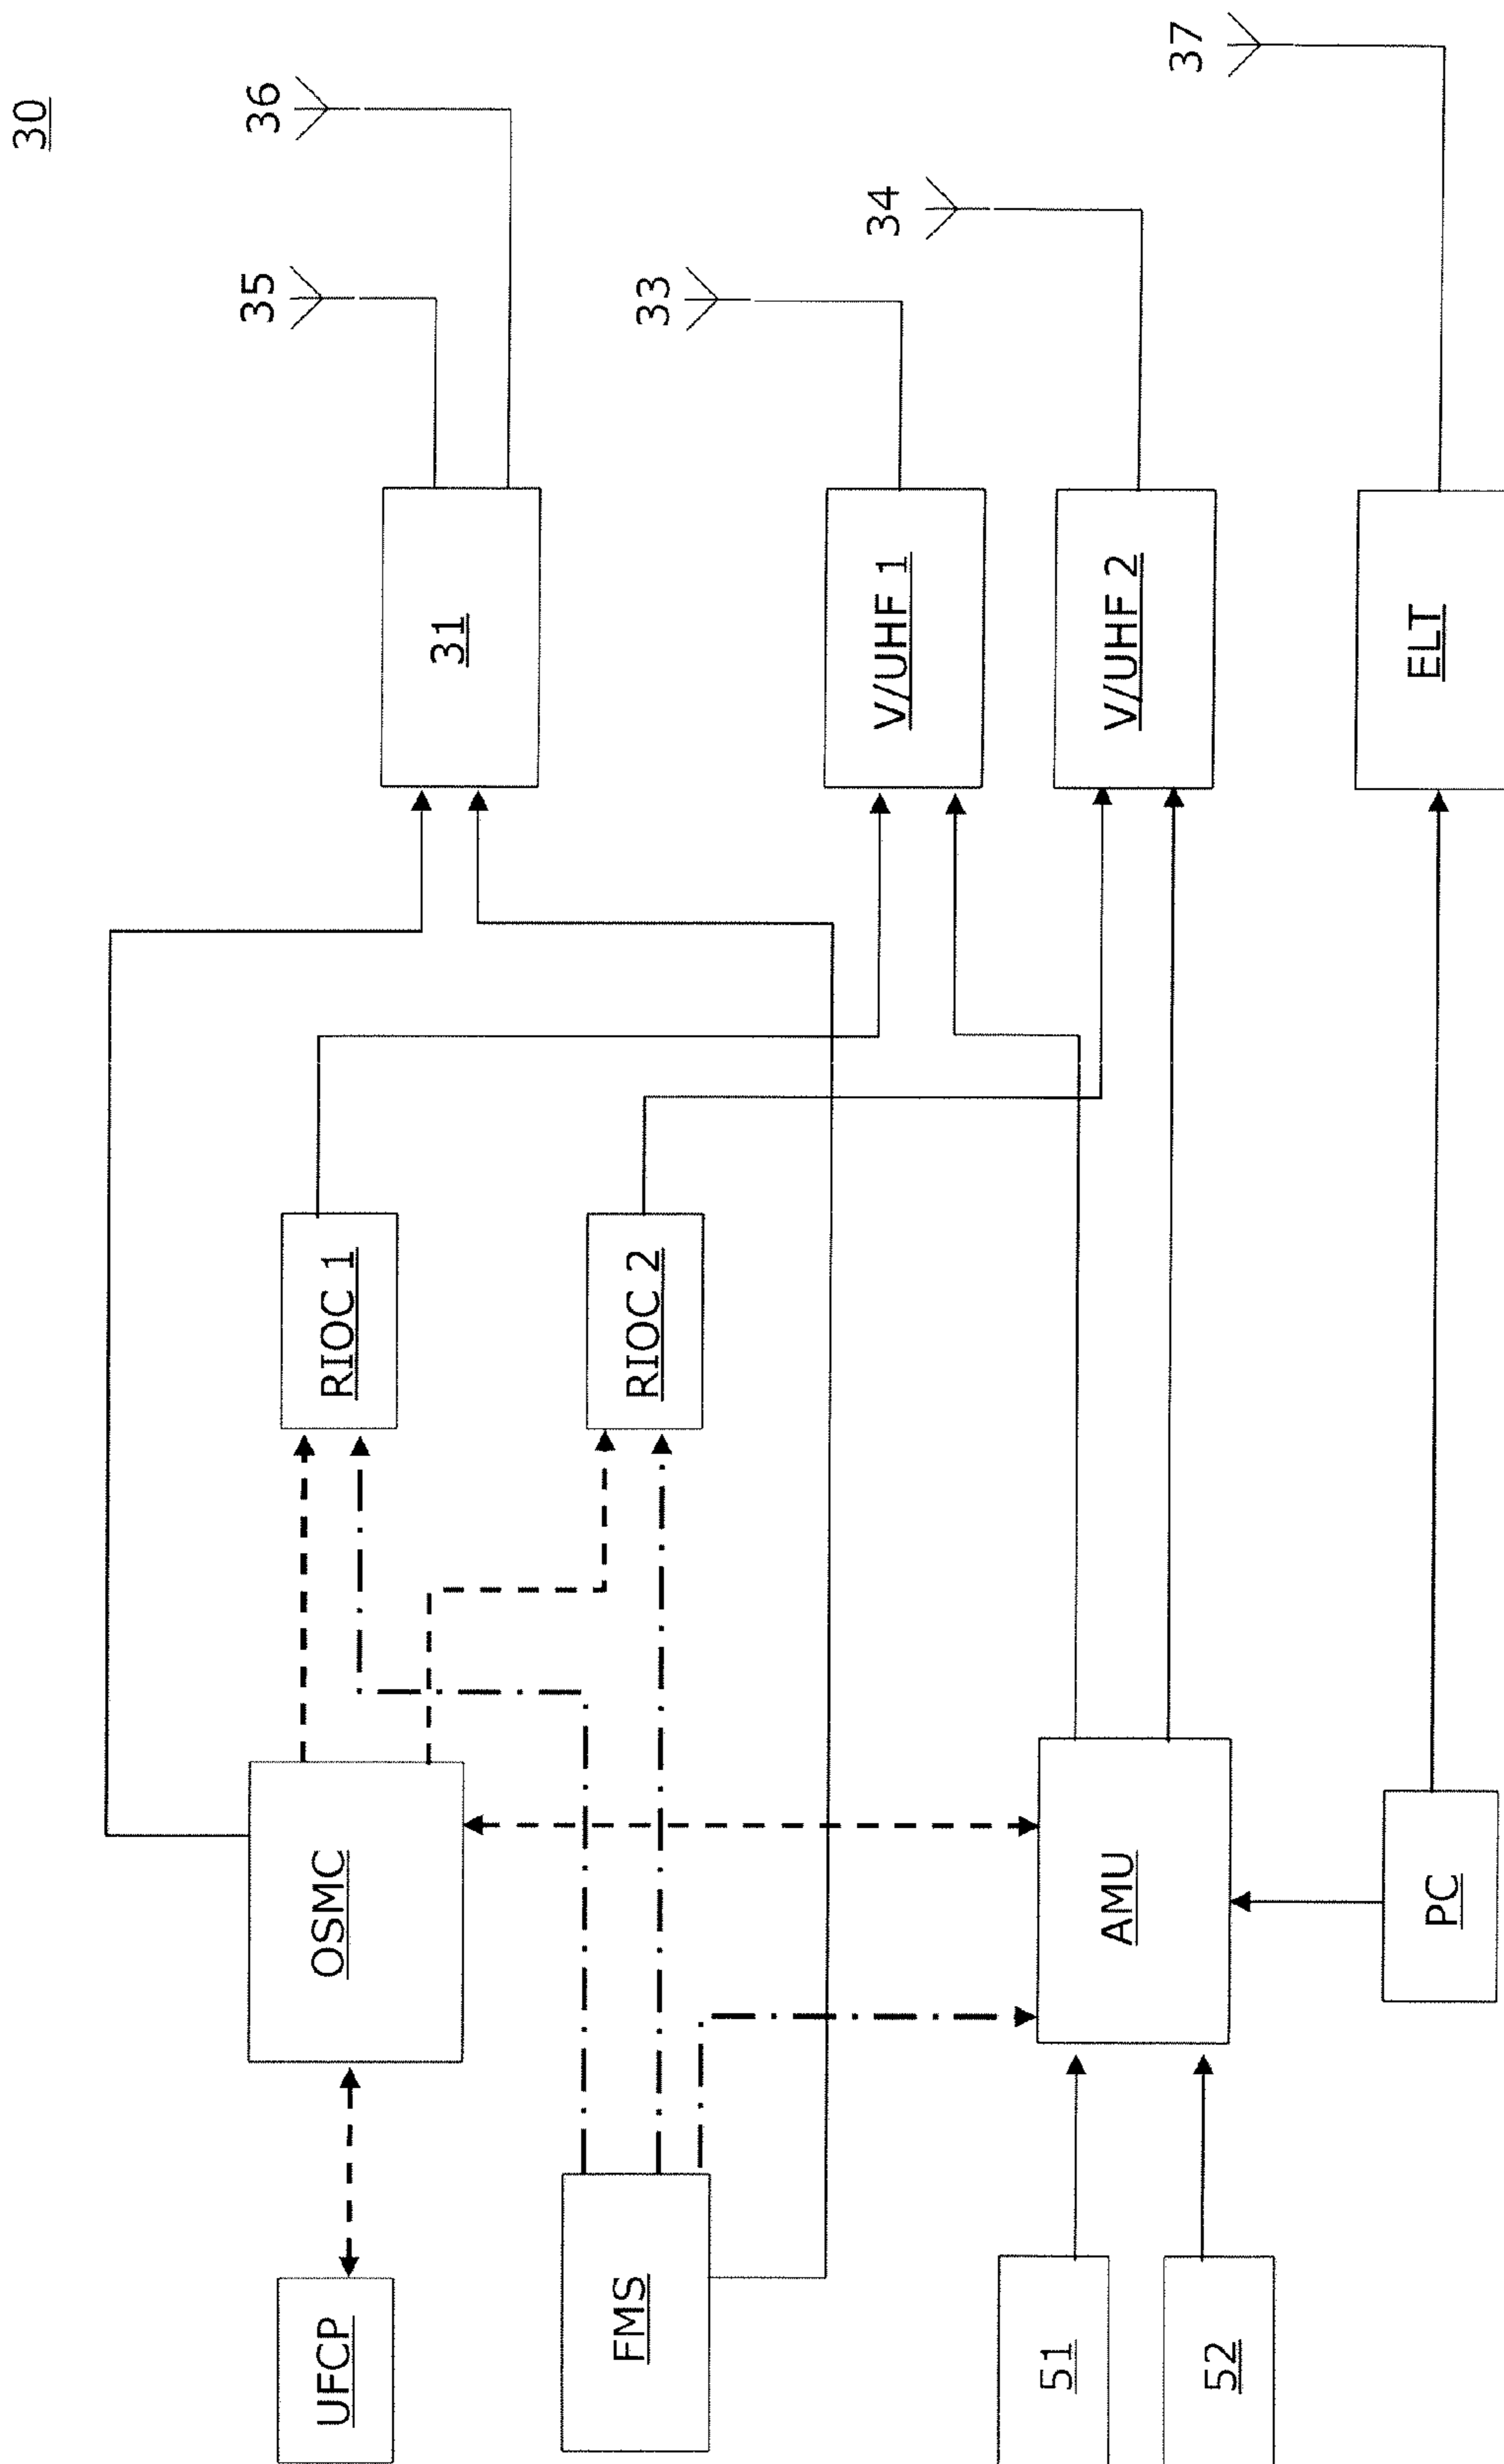 30
UFCP
OSMC
RIOC 1
31
35
36
FMS
RIOC 2
V/UHF 1
33
V/UHF 2
34
51
52
AMU
PC
ELT
37